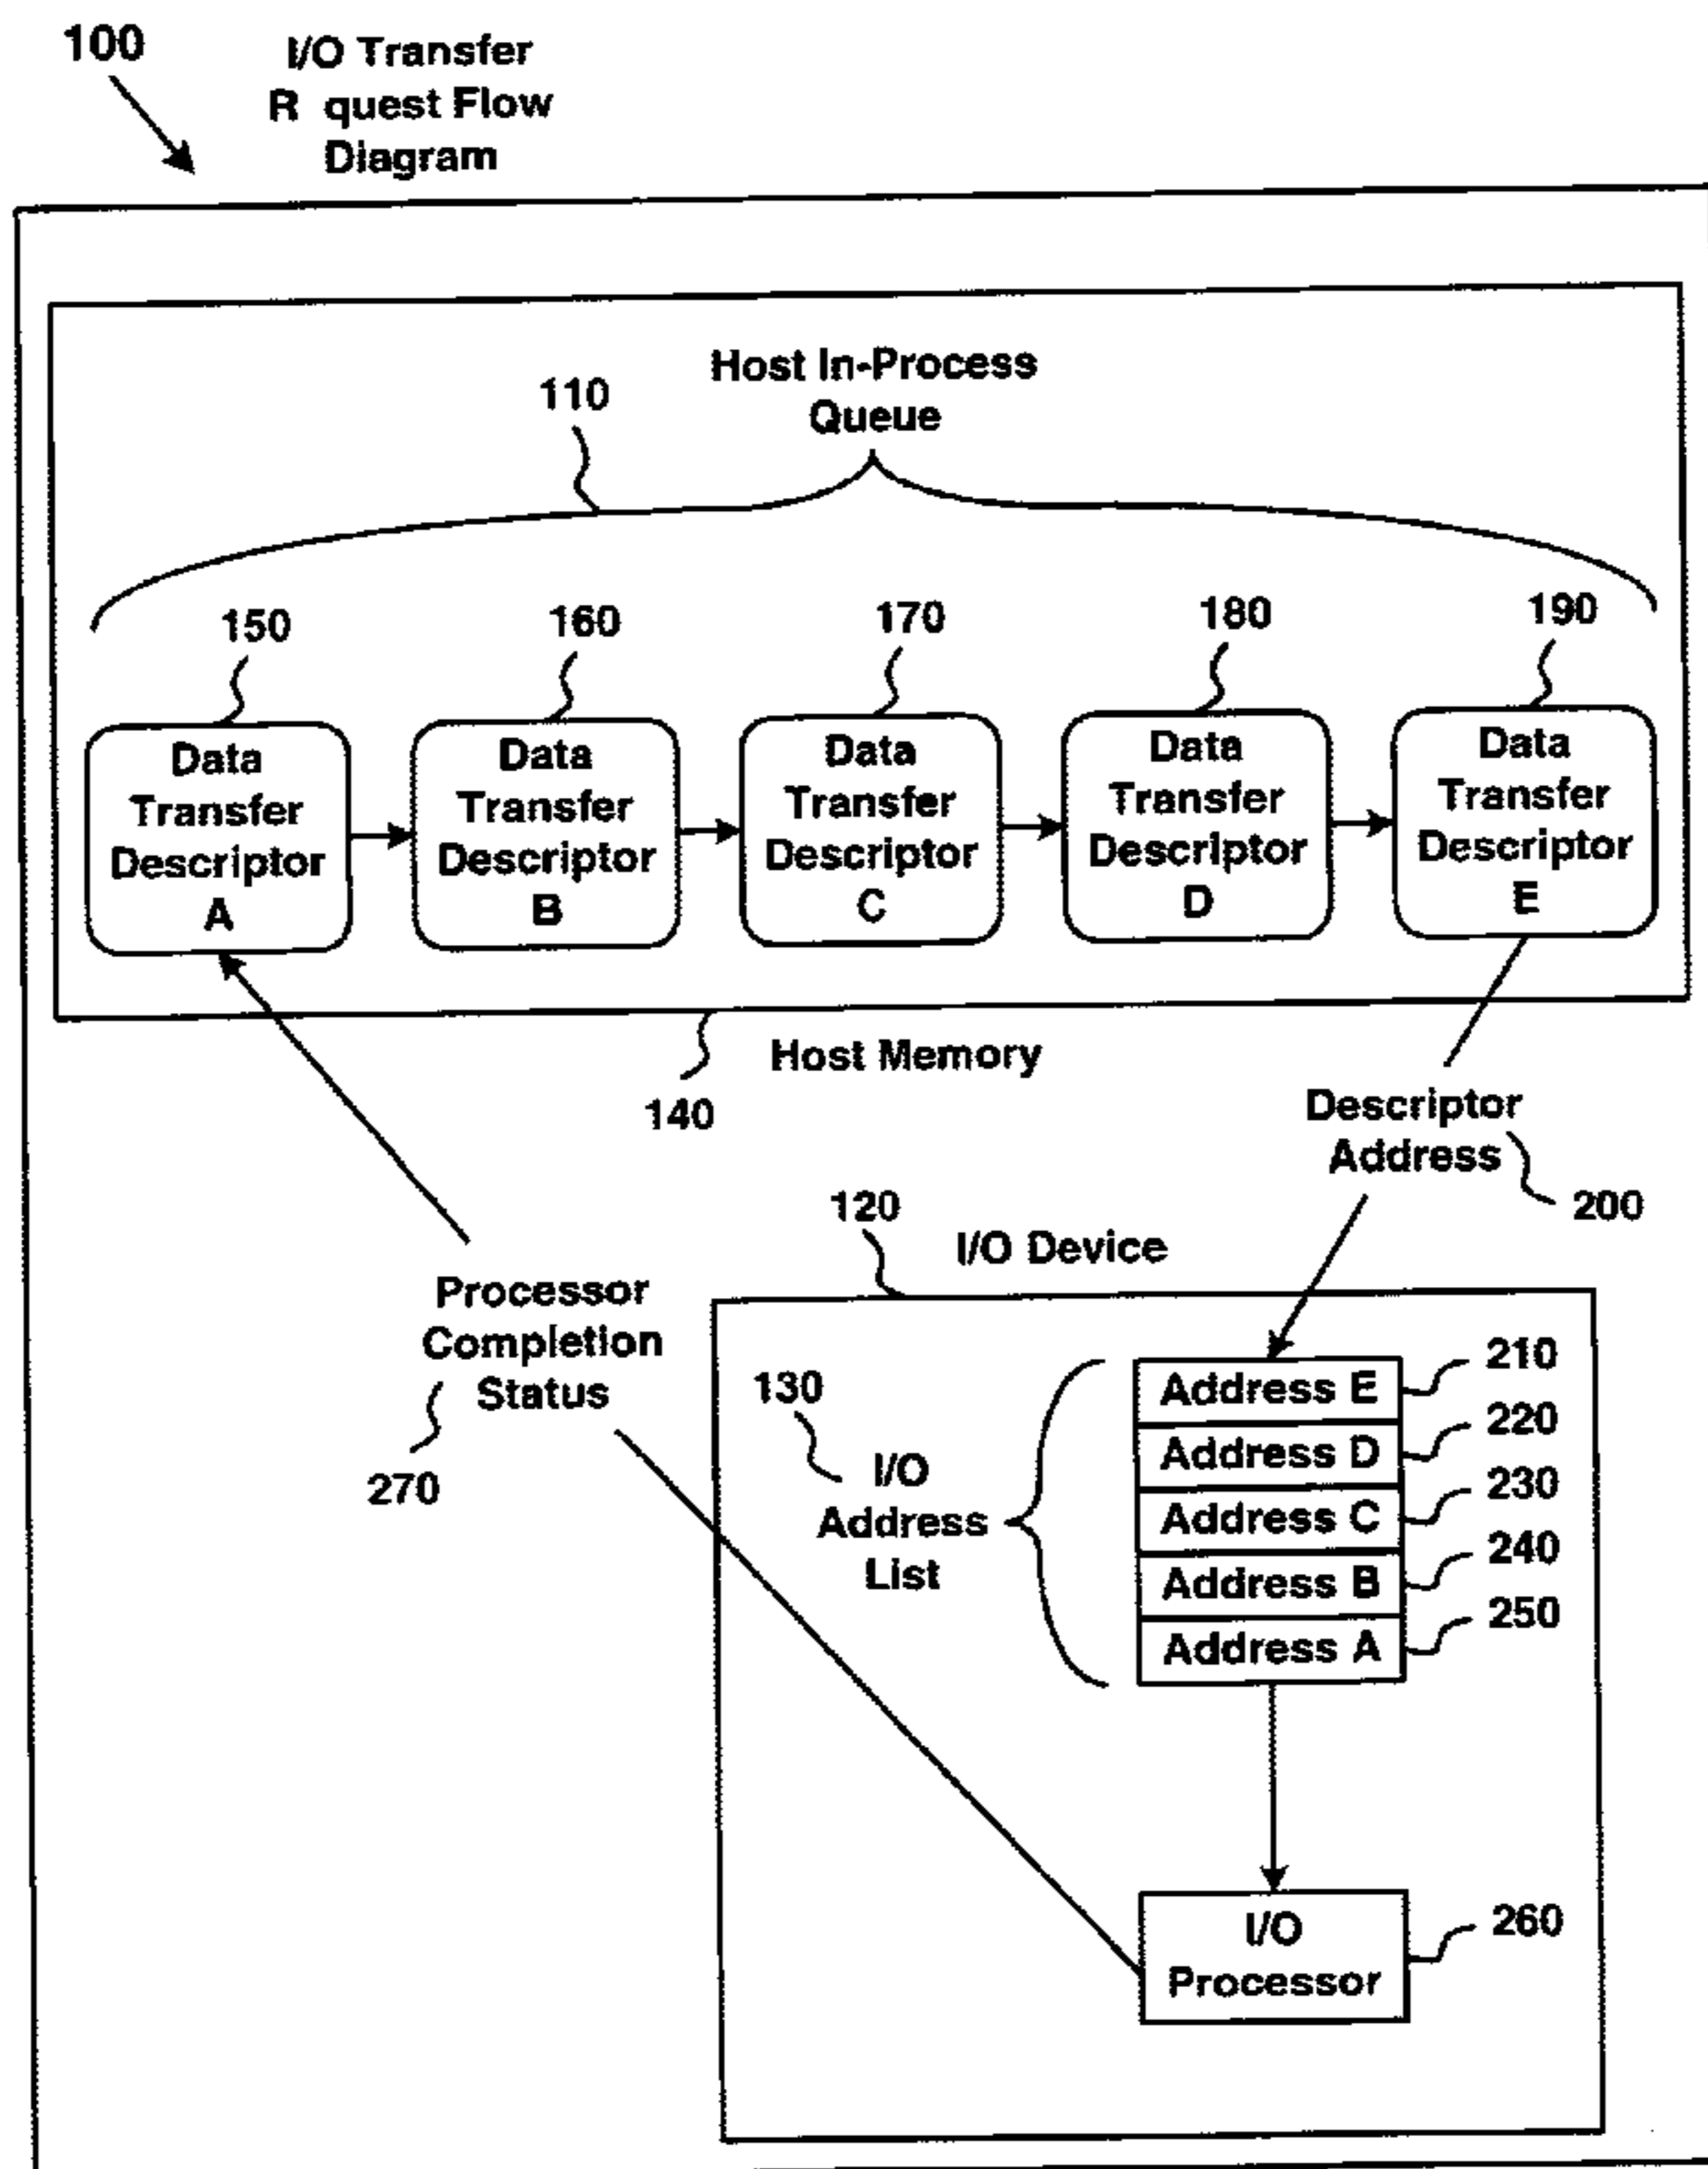 100
I/O Transfer
R quest Flow
Diagram
Host In-Process
Queue
110
150
160
170
180
190
Data
Transfer
Descriptor
A
Data
Transfer
Descriptor
B
Data
Transfer
Descriptor
C
Data
Transfer
Descriptor
D
Data
Transfer
Descriptor
E
Host Memory
140
Descriptor
Address
200
120
I/O Device
Processor
Completion
Status
270
130
I/O
Address
List
Address E
210
Address D
220
Address C
230
Address B
240
Address A
250
I/O
Processor
260